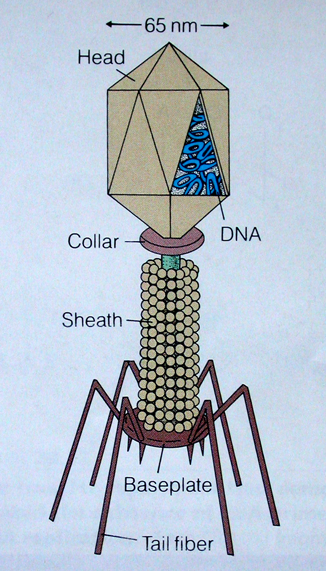 65 nm
Head
DNA
Collar
Sheath
Baseplate
Tail fiber